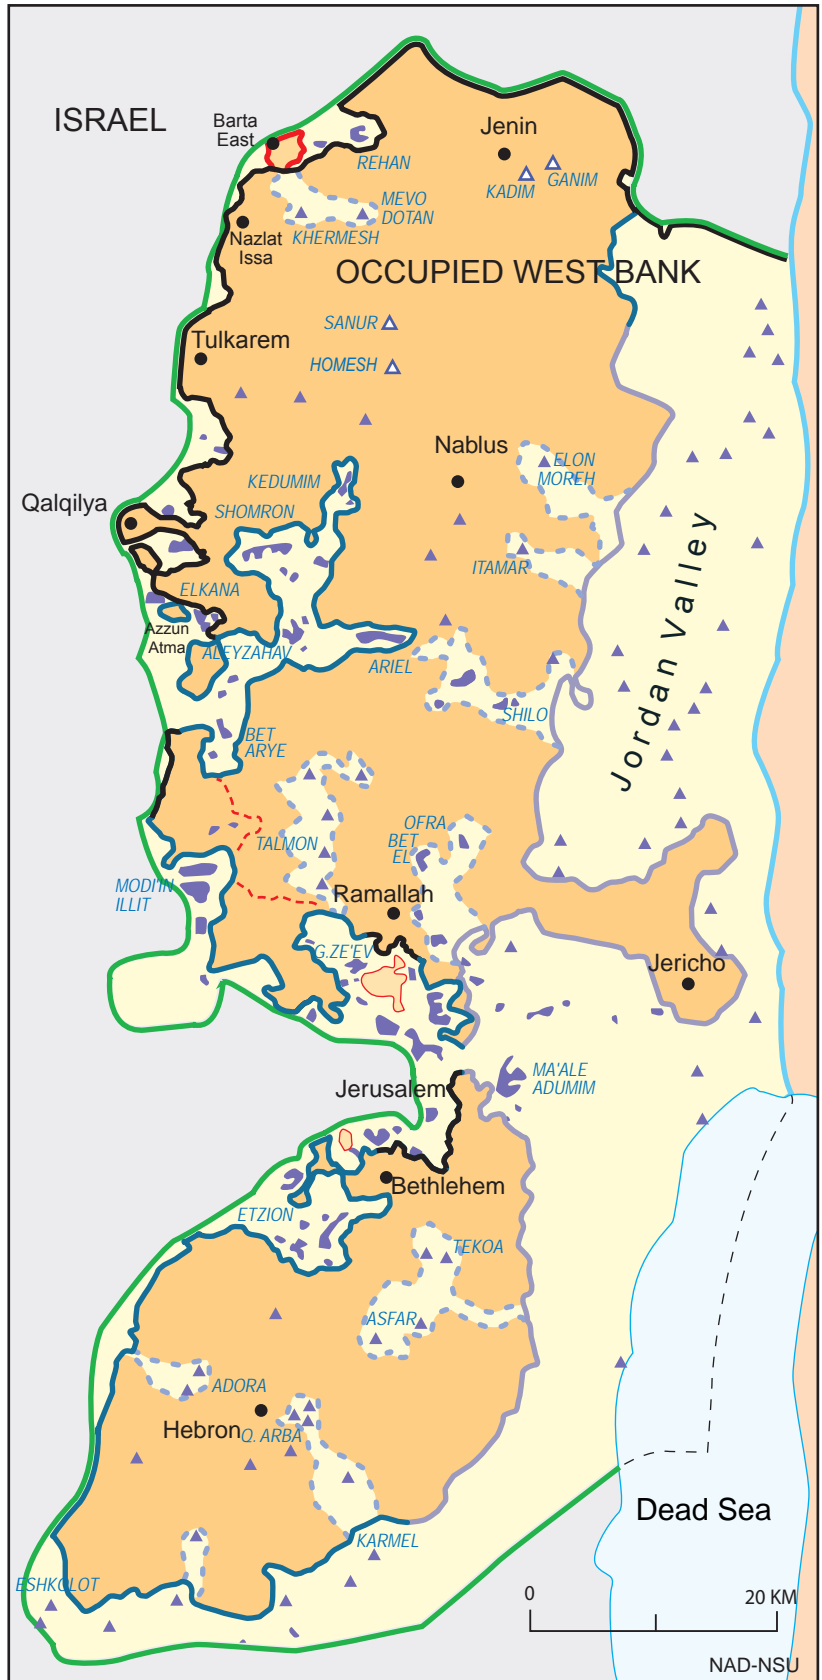 ISRAEL
Barta
East
Jenin
REHAN
KADIM
GANIM
MEVO
DOTAN
KHERMESH
Nazlat
Issa
OCCUPIED WEST BANK
SANUR
Tulkarem
HOMESH
Nablus
ELON
MOREH
KEDUMIM
Qalqilya
SHOMRON
ITAMAR
ELKANA
Azzun
Atma
ALEYZAHAV
ARIEL
Jordan Valley
SHILO
BET
ARYE
OFRA
BET
EL
TALMON
MODI'IN
ILLIT
Ramallah
G.ZE'EV
Jericho
MA'ALE
ADUMIM
Jerusalem
Bethlehem
ETZION
TEKOA
ASFAR
ADORA
Hebron
Q. ARBA
Dead Sea
KARMEL
ESHKOLOT
0
20 KM
NAD-NSU